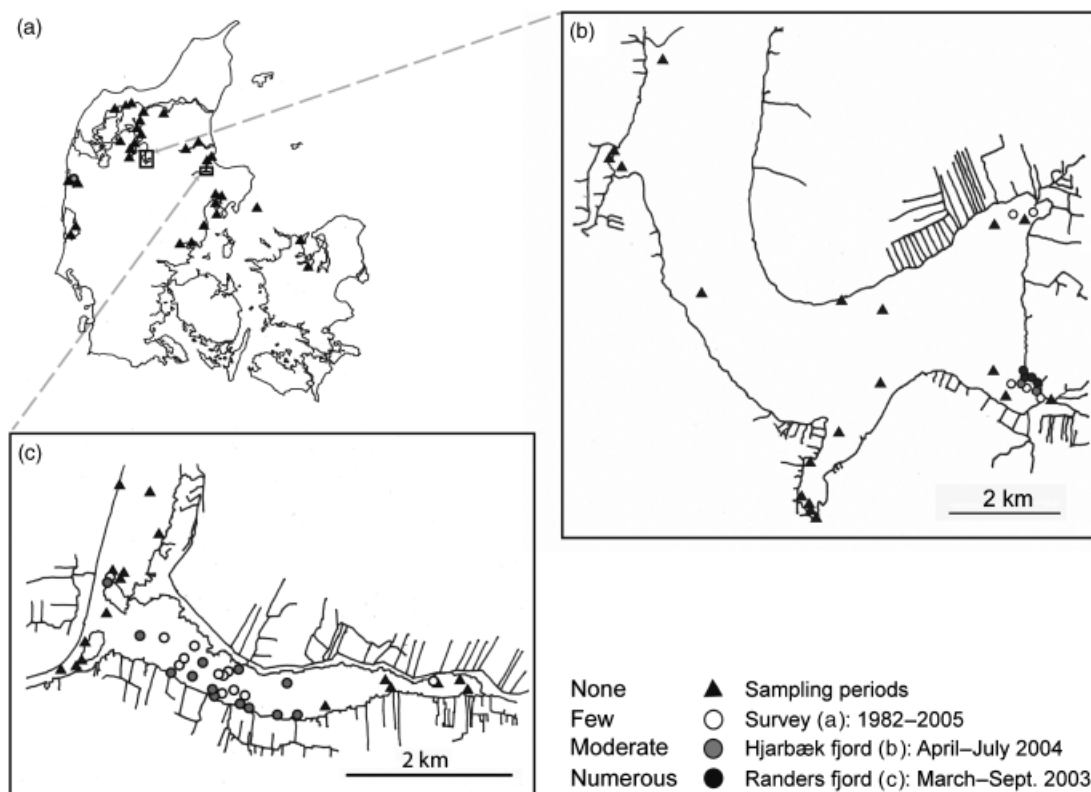 (a)
(b)
2 km
(c)
2 km
None Sampling periods
Few Survey (a): 1982–2005
Moderate Hjarbæk fjord (b): April–July 2004
Numerous Randers fjord (c): March–Sept. 2003